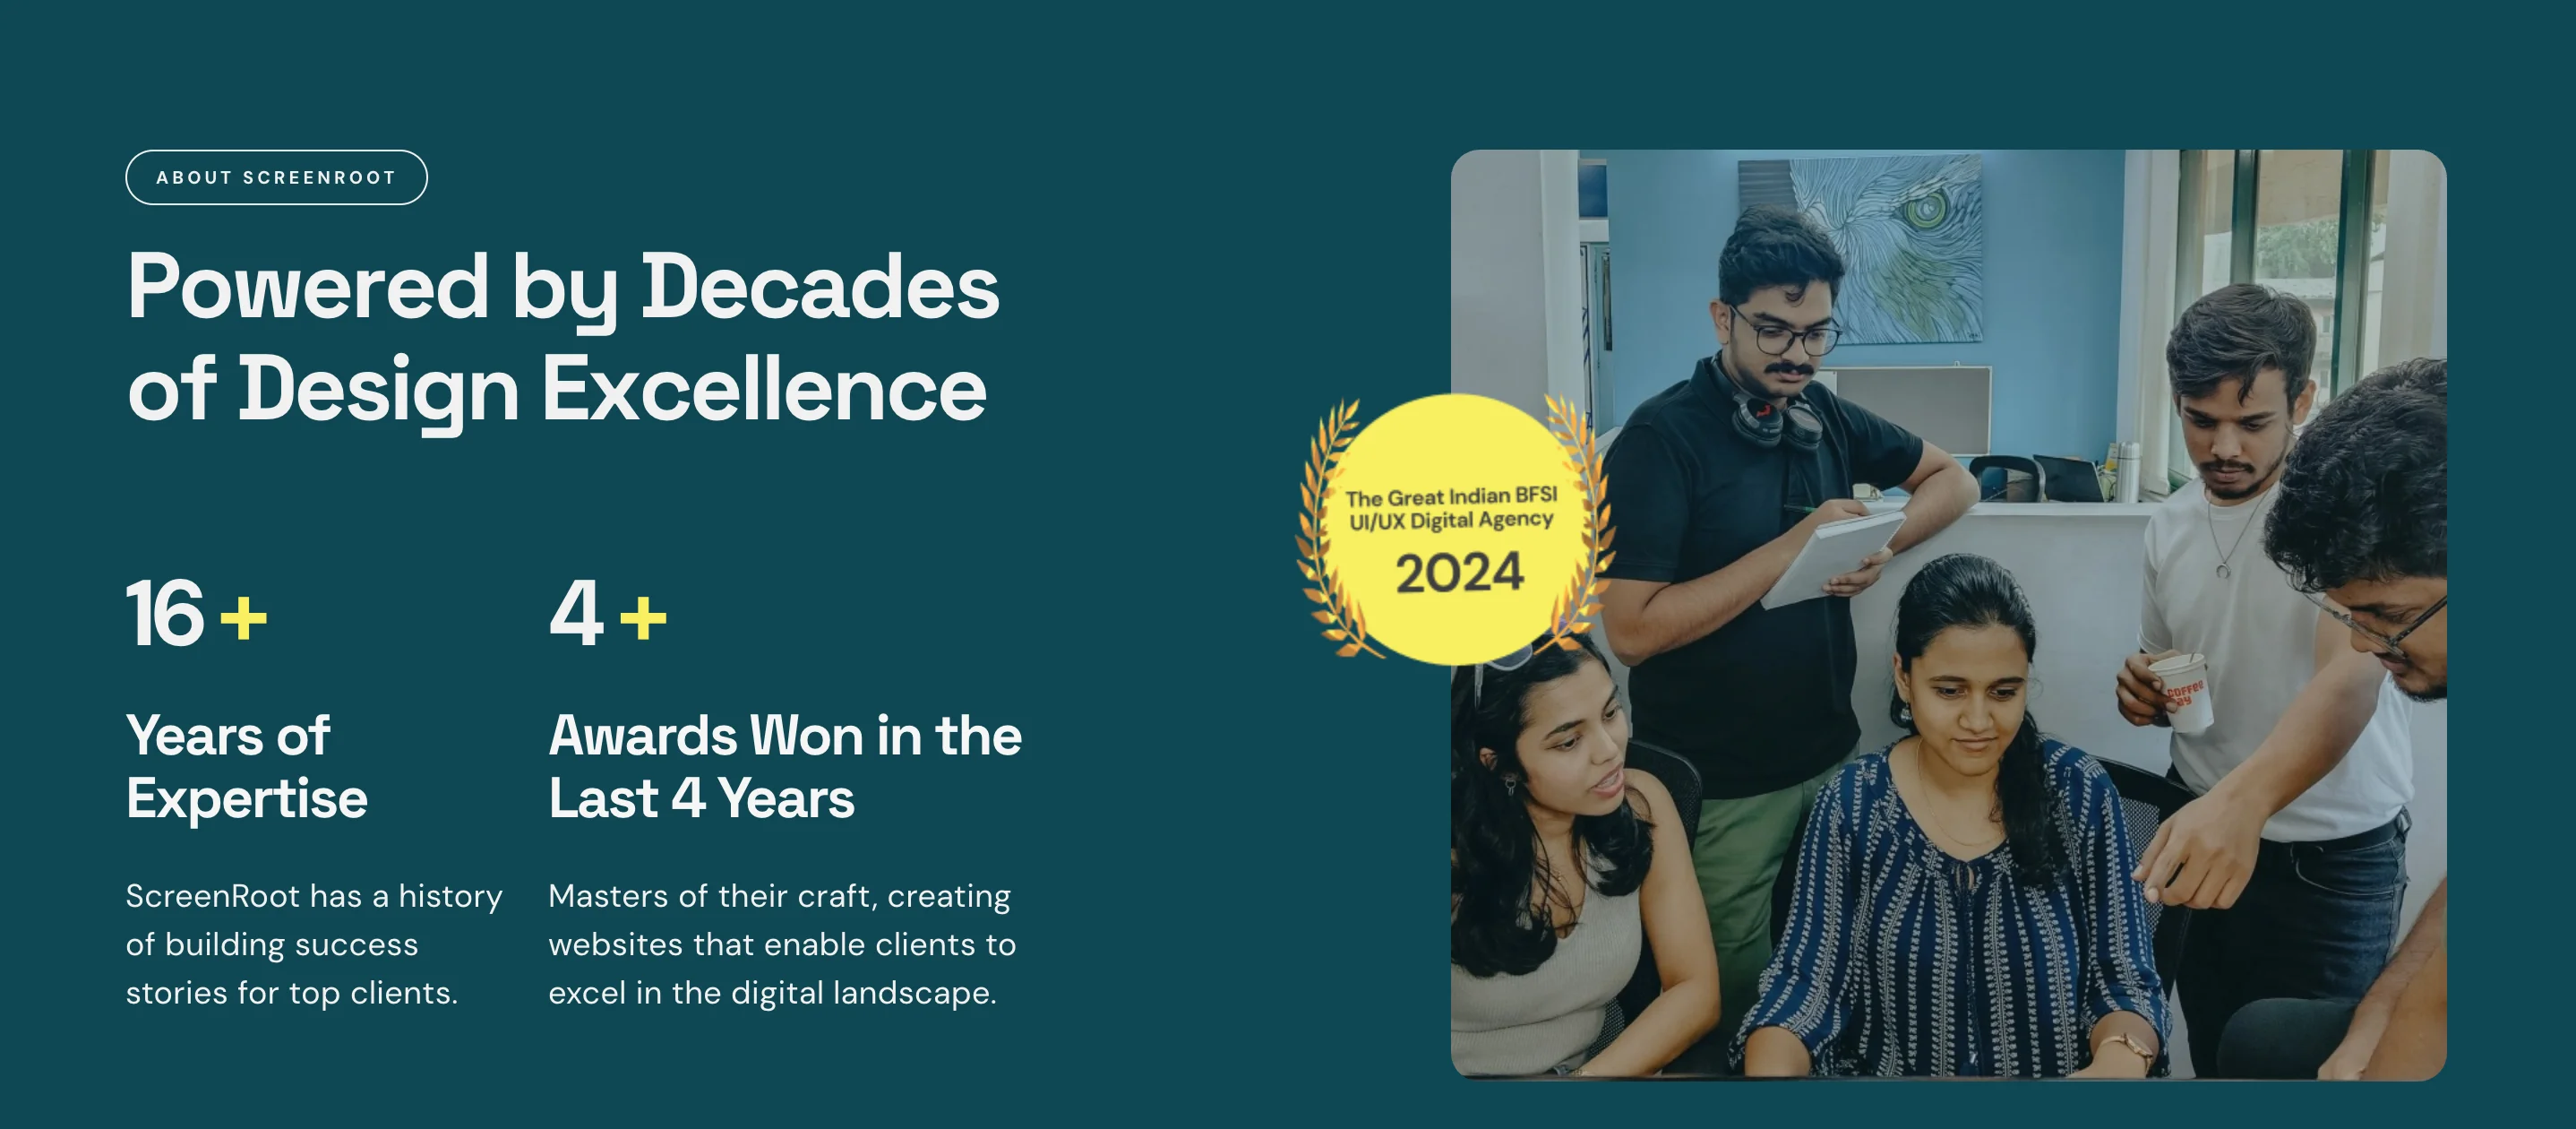 ABOUT SCREENROOT
Powered by Decades
of Design Excellence
16 +
Years of
Expertise
ScreenRoot has a history
of building success
stories for top clients.
4 +
Awards Won in the
Last 4 Years
Masters of their craft, creating
websites that enable clients to
excel in the digital landscape.
The Great Indian BFSI
UI/UX Digital Agency
2024
COFFEE
DAY